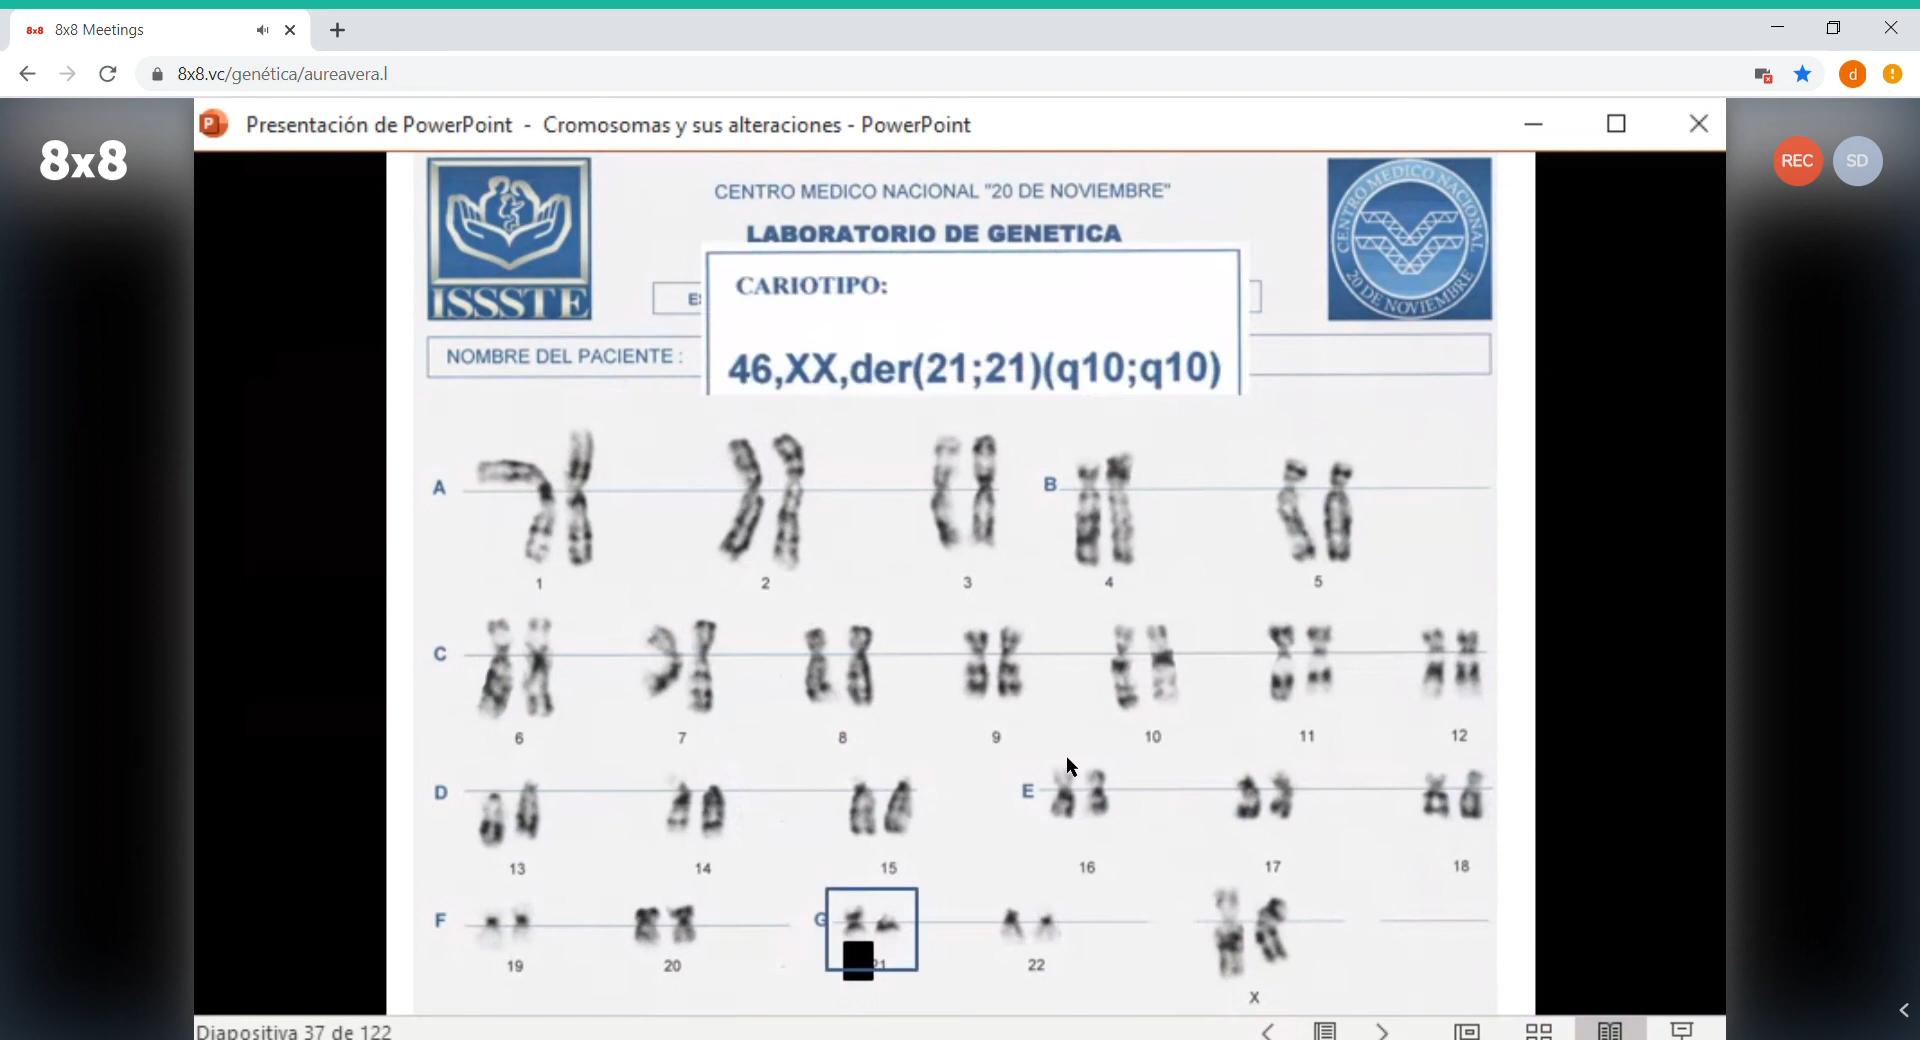 8x8 8x8 Meetings
8x8.vc/genética/aureavera.l
d
8x8
Presentación de PowerPoint - Cromosomas y sus alteraciones - PowerPoint
REC
SD
ISSSTE
CENTRO MEDICO NACIONAL "20 DE NOVIEMBRE"
LABORATORIO DE GENETICA
CENTRO MEDICO NACIONAL
20 DE NOVIEMBRE
CARIOTIPO:
NOMBRE DEL PACIENTE :
46,XX,der(21;21)(q10;q10)
A B
1 2 3 4 5
C
6 7 8 9 10 11 12
D E
13 14 15 16 17 18
F G
19 20 21 22
X
Diapositiva 37 de 122